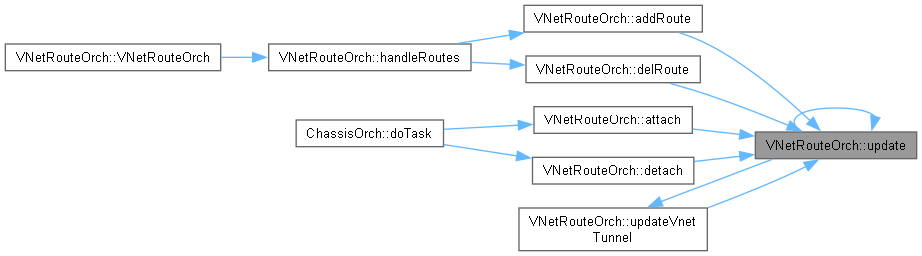 VNetRouteOrch::addRoute
VNetRouteOrch::VNetRouteOrch
VNetRouteOrch::handleRoutes
VNetRouteOrch::delRoute
VNetRouteOrch::attach
ChassisOrch::doTask
VNetRouteOrch::update
VNetRouteOrch::detach
VNetRouteOrch::updateVnet
Tunnel